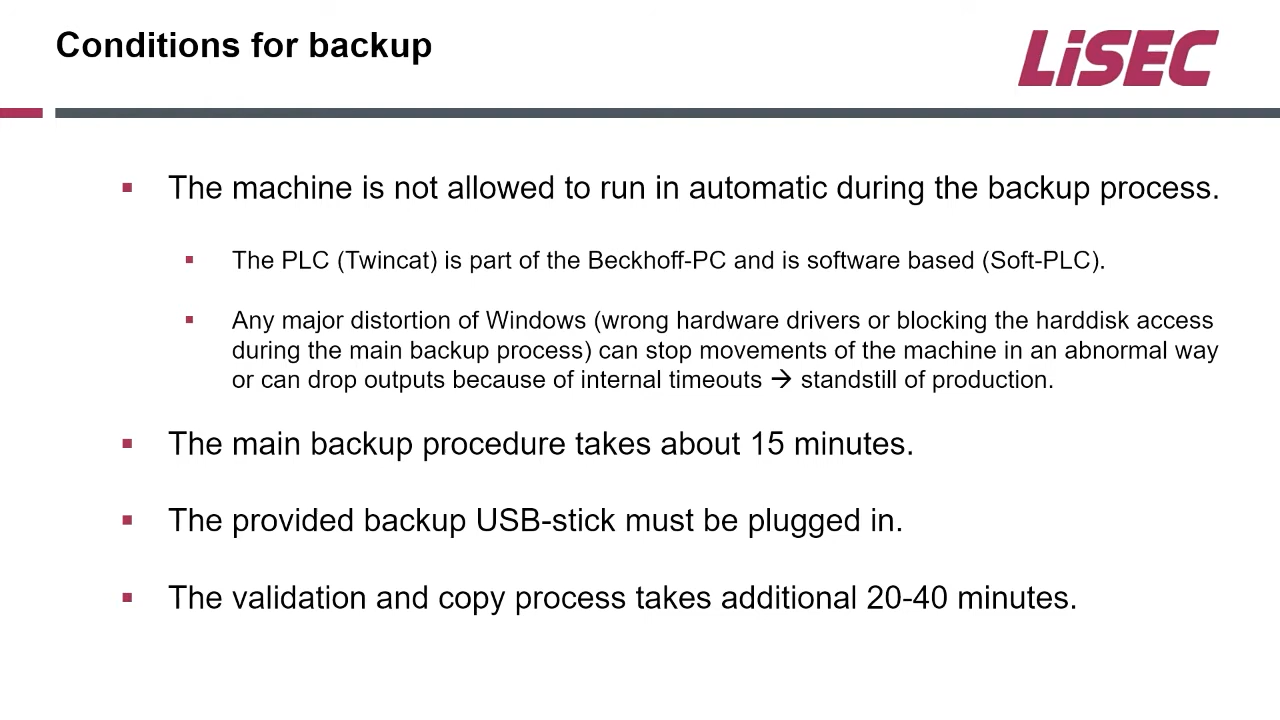 Conditions for backup
LiSEC
▪ The machine is not allowed to run in automatic during the backup process.
▪ The PLC (Twincat) is part of the Beckhoff-PC and is software based (Soft-PLC).
▪ Any major distortion of Windows (wrong hardware drivers or blocking the harddisk access
during the main backup process) can stop movements of the machine in an abnormal way
or can drop outputs because of internal timeouts → standstill of production.
▪ The main backup procedure takes about 15 minutes.
▪ The provided backup USB-stick must be plugged in.
▪ The validation and copy process takes additional 20-40 minutes.